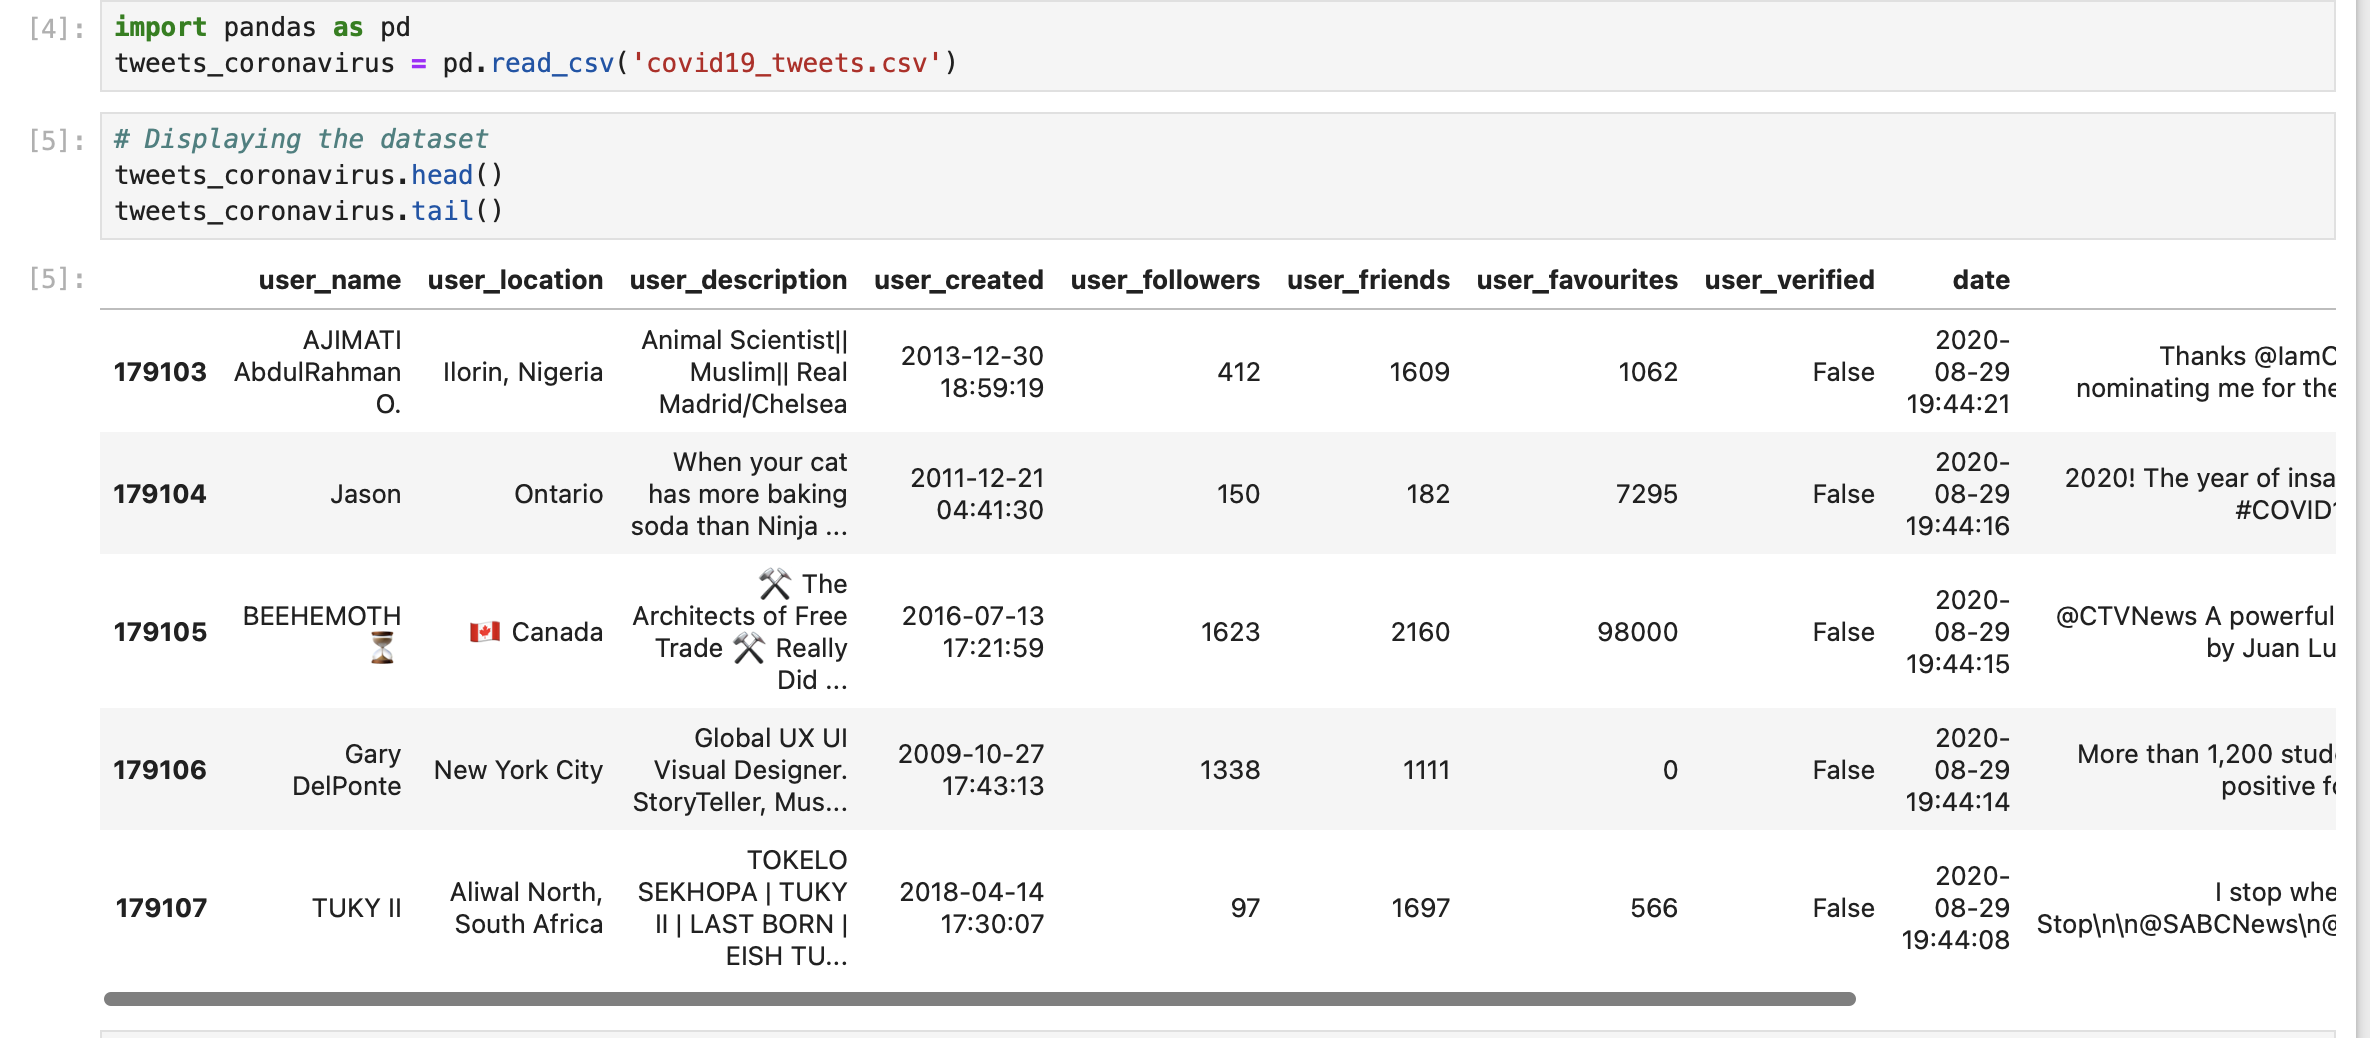 [4]: import pandas as pd
tweets_coronavirus = pd.read_csv('covid19_tweets.csv')
[5]: # Displaying the dataset
tweets_coronavirus.head()
tweets_coronavirus.tail()
[5]: user_name user_location user_description user_created user_followers user_friends user_favourites user_verified date
179103 AJIMATI AbdulRahman O. Ilorin, Nigeria Animal Scientist|| Muslim|| Real Madrid/Chelsea 2013-12-30 18:59:19 412 1609 1062 False 2020-08-29 19:44:21 Thanks @IamO nominating me for the
179104 Jason Ontario When your cat has more baking soda than Ninja ... 2011-12-21 04:41:30 150 182 7295 False 2020-08-29 19:44:16 2020! The year of insa #COVID1
179105 BEEHEMOTH ⏳ 🇨🇦 Canada ⚒️ The Architects of Free Trade ⚒️ Really Did ... 2016-07-13 17:21:59 1623 2160 98000 False 2020-08-29 19:44:15 @CTVNews A powerful by Juan Lu
179106 Gary DelPonte New York City Global UX UI Visual Designer. StoryTeller, Mus... 2009-10-27 17:43:13 1338 1111 0 False 2020-08-29 19:44:14 More than 1,200 stud positive fo
179107 TUKY II Aliwal North, South Africa TOKELO SEKHOPA | TUKY II | LAST BORN | EISH TU... 2018-04-14 17:30:07 97 1697 566 False 2020-08-29 19:44:08 I stop whe Stop\n\n@SABCNews\n@